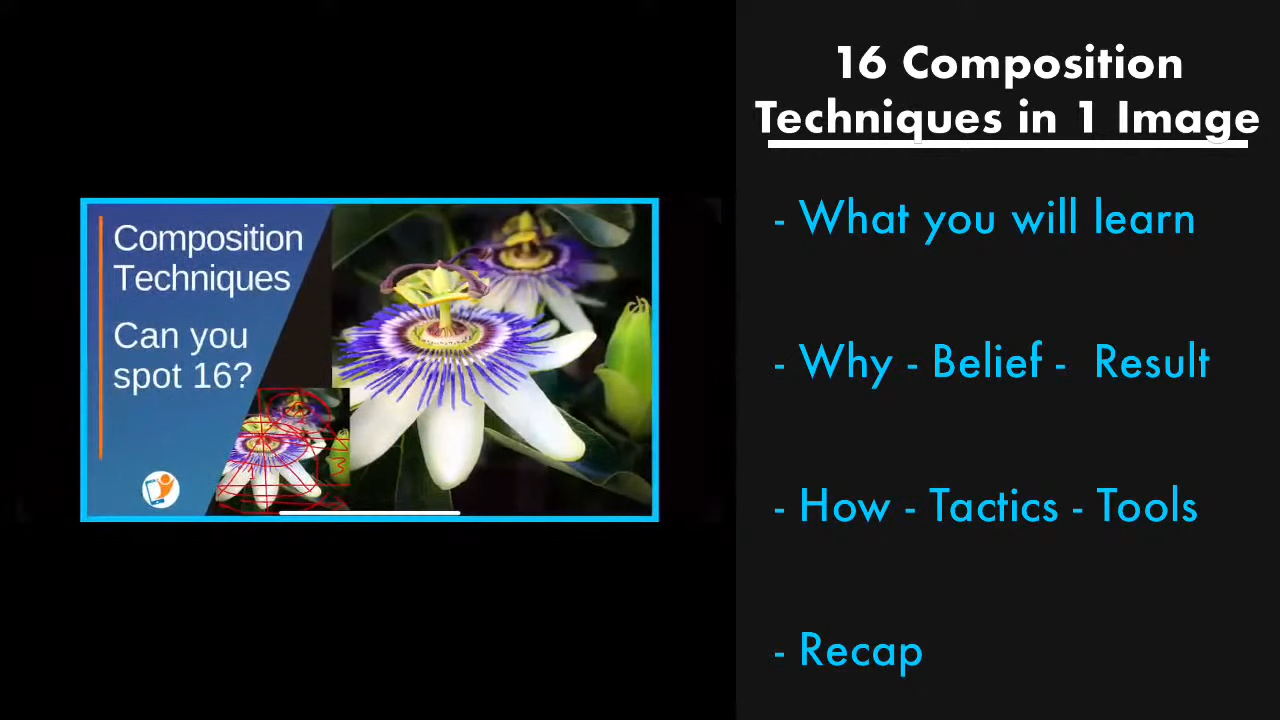 16 Composition
Techniques in 1 Image
- What you will learn
- Why - Belief - Result
- How - Tactics - Tools
- Recap
Composition
Techniques
Can you
spot 16?